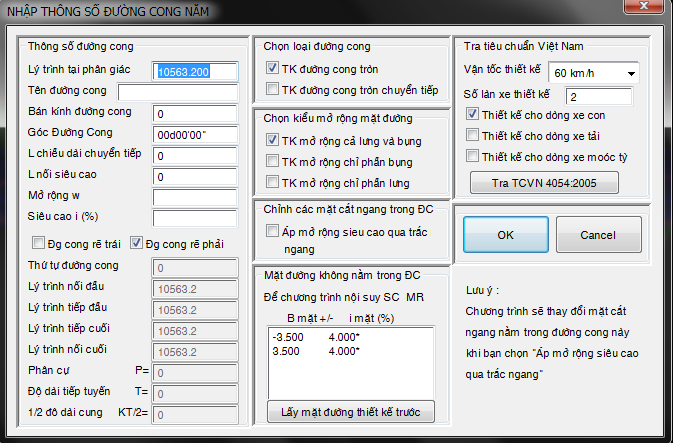 NHẬP THÔNG SỐ ĐƯỜNG CONG NẰM
Thông số đường cong
Lý trình tại phân giác 10563.200
Tên đường cong
Bán kính đường cong 0
Góc Đường Cong 00d00'00"
L chiều dài chuyển tiếp 0
L nối siêu cao 0
Mở rộng w
Siêu cao i (%)
Đg cong rẽ trái Đg cong rẽ phải
Thứ tự đường cong 0
Lý trình nối đầu 10563.2
Lý trình tiếp đầu 10563.2
Lý trình tiếp cuối 10563.2
Lý trình nối cuối 10563.2
Phân cự P= 0
Độ dài tiếp tuyến T= 0
1/2 độ dài cung KT/2= 0
Chọn loại đường cong
TK đường cong tròn
TK đường cong tròn chuyển tiếp
Chọn kiểu mở rộng mặt đường
TK mở rộng cả lưng và bụng
TK mở rộng chỉ phần bụng
TK mở rộng chỉ phần lưng
Chỉnh các mặt cắt ngang trong ĐC
Áp mở rộng sieu cao qua trắc
ngang
Mặt đường không nằm trong ĐC
Để chương trình nội suy SC MR
B mặt +/- i mặt (%)
-3.500 4.000*
3.500 4.000*
Lấy mặt đường thiết kế trước
Tra tiêu chuẩn Việt Nam
Vận tốc thiết kế 60 km/h
Số làn xe thiết kế 2
Thiết kế cho dòng xe con
Thiết kế cho dòng xe tải
Thiết kế cho dòng xe moóc tỳ
Tra TCVN 4054:2005
OK Cancel
Lưu ý :
Chương trình sẽ thay đổi mặt cắt
ngang nằm trong đường cong này
khi bạn chọn "Áp mở rộng siêu cao
qua trắc ngang"